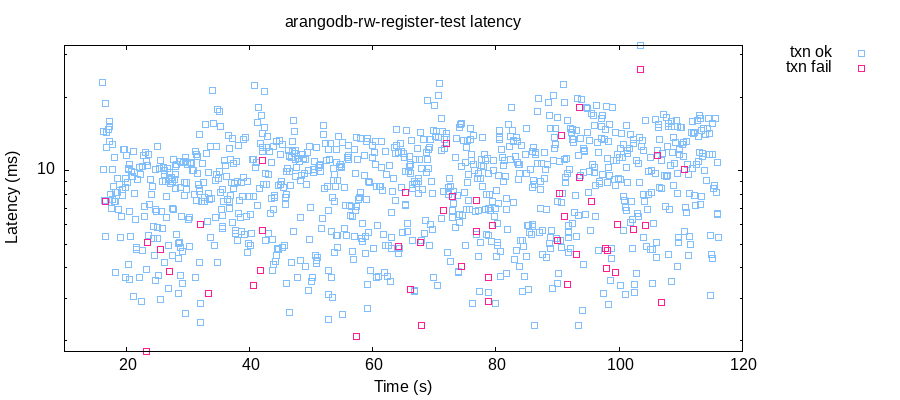 arangodb-rw-register-test latency
txn ok
txn fail
10
Latency (ms)
20
40
60
80
100
120
Time (s)